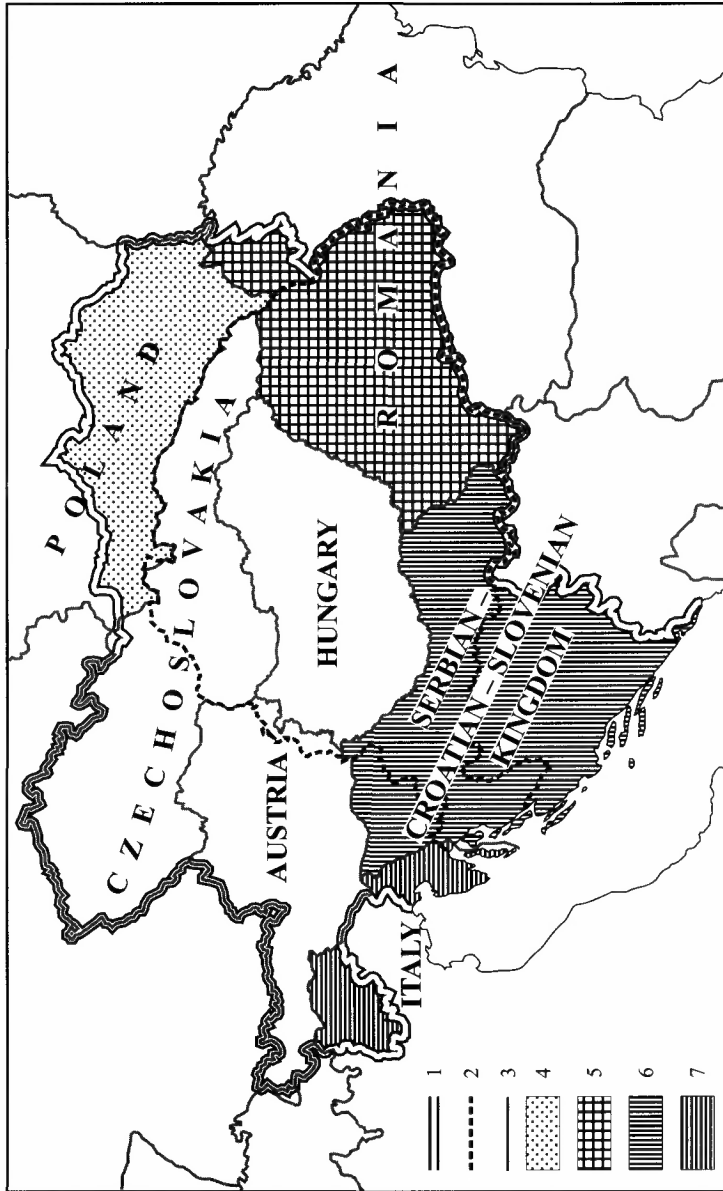 POLAND
CZECHOSLOVAKIA
AUSTRIA
HUNGARY
ROMANIA
ITALY
SERBIAN–
CROATIAN–SLOVENIAN
KINGDOM
1
2
3
4
5
6
7